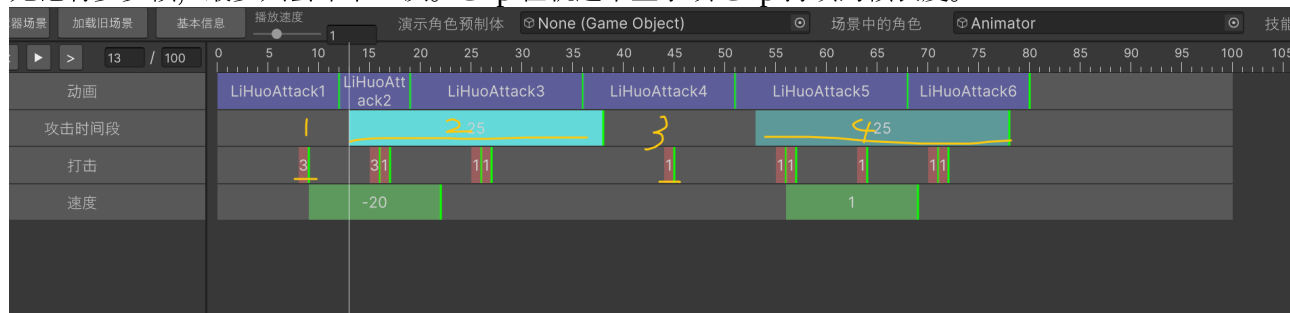 器场景 加载旧场景 基本信息 播放速度 1 演示角色预制体 None (Game Object) 场景中的角色 Animator 技能
> 13 / 100 0 5 10 15 20 25 30 35 40 45 50 55 60 65 70 75 80 85 90 95 100 105
动画 LiHuoAttack1 LiHuoAttack2 LiHuoAttack3 LiHuoAttack4 LiHuoAttack5 LiHuoAttack6
攻击时间段 1 2 25 3 4 25
打击 3 3 1 1 1 1 1 1 1 1 1
速度 -20 1